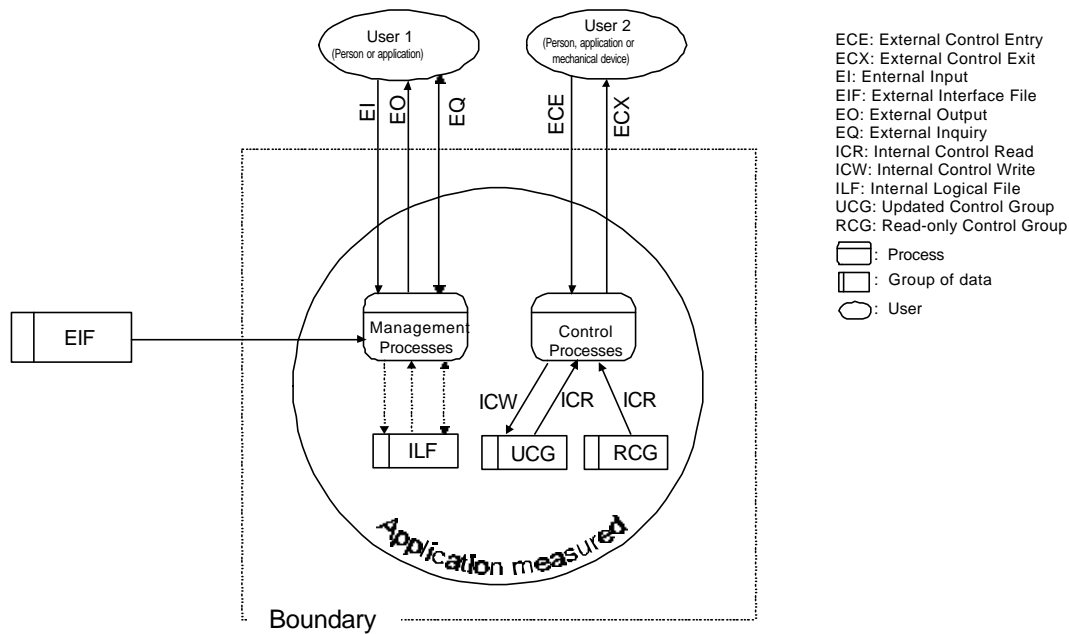 User 1
(Person or application)
User 2
(Person, application or
mechanical device)
EI
EO
EQ
ECE
ECX
ECE: External Control Entry
ECX: External Control Exit
EI: Enternal Input
EIF: External Interface File
EO: External Output
EQ: External Inquiry
ICR: Internal Control Read
ICW: Internal Control Write
ILF: Internal Logical File
UCG: Updated Control Group
RCG: Read-only Control Group
: Process
: Group of data
: User
EIF
Management
Processes
Control
Processes
ICW
ICR
ICR
ILF
UCG
RCG
Application measured
Boundary